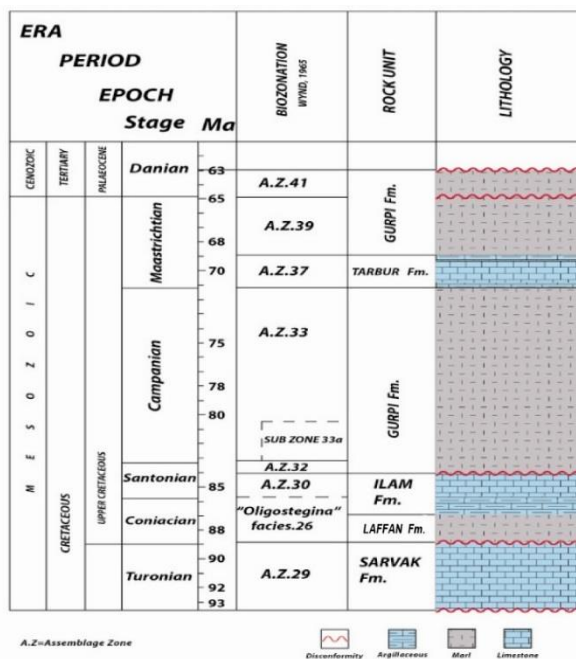 ERA
PERIOD
EPOCH
Stage Ma
BIOZONATION
WYND, 1965
ROCK UNIT
LITHOLOGY
CENOZOIC
TERTIARY
PALAEOCENE
Danian
63
A.Z.41
65
GURPI Fm.
MESOZOIC
CRETACEOUS
UPPER CRETACEOUS
Maastrichtian
A.Z.39
68
70
A.Z.37
TARBUR Fm.
Campanian
A.Z.33
75
78
80
SUB ZONE 33a
GURPI Fm.
A.Z.32
Santonian
85
A.Z.30
ILAM
Fm.
Coniacian
"Oligostegina"
facies.26
88
LAFFAN Fm.
Turonian
90
92
93
A.Z.29
SARVAK
Fm.
A.Z=Assemblage Zone
Disconformity
Argillaceous
Marl
Limestone